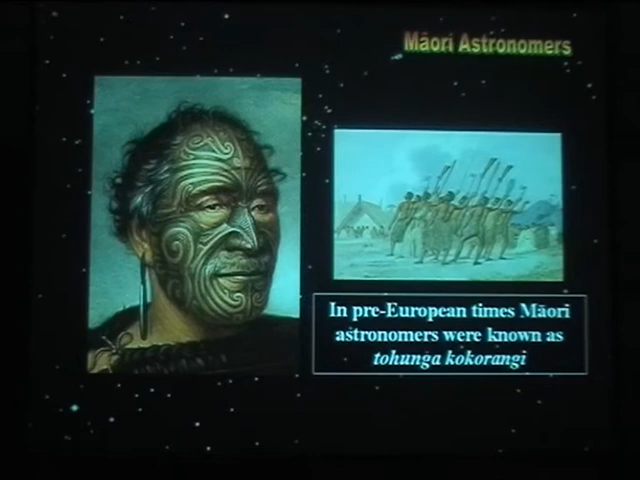 Māori Astronomers
In pre-European times Māori
astronomers were known as
tohunga kokorangi